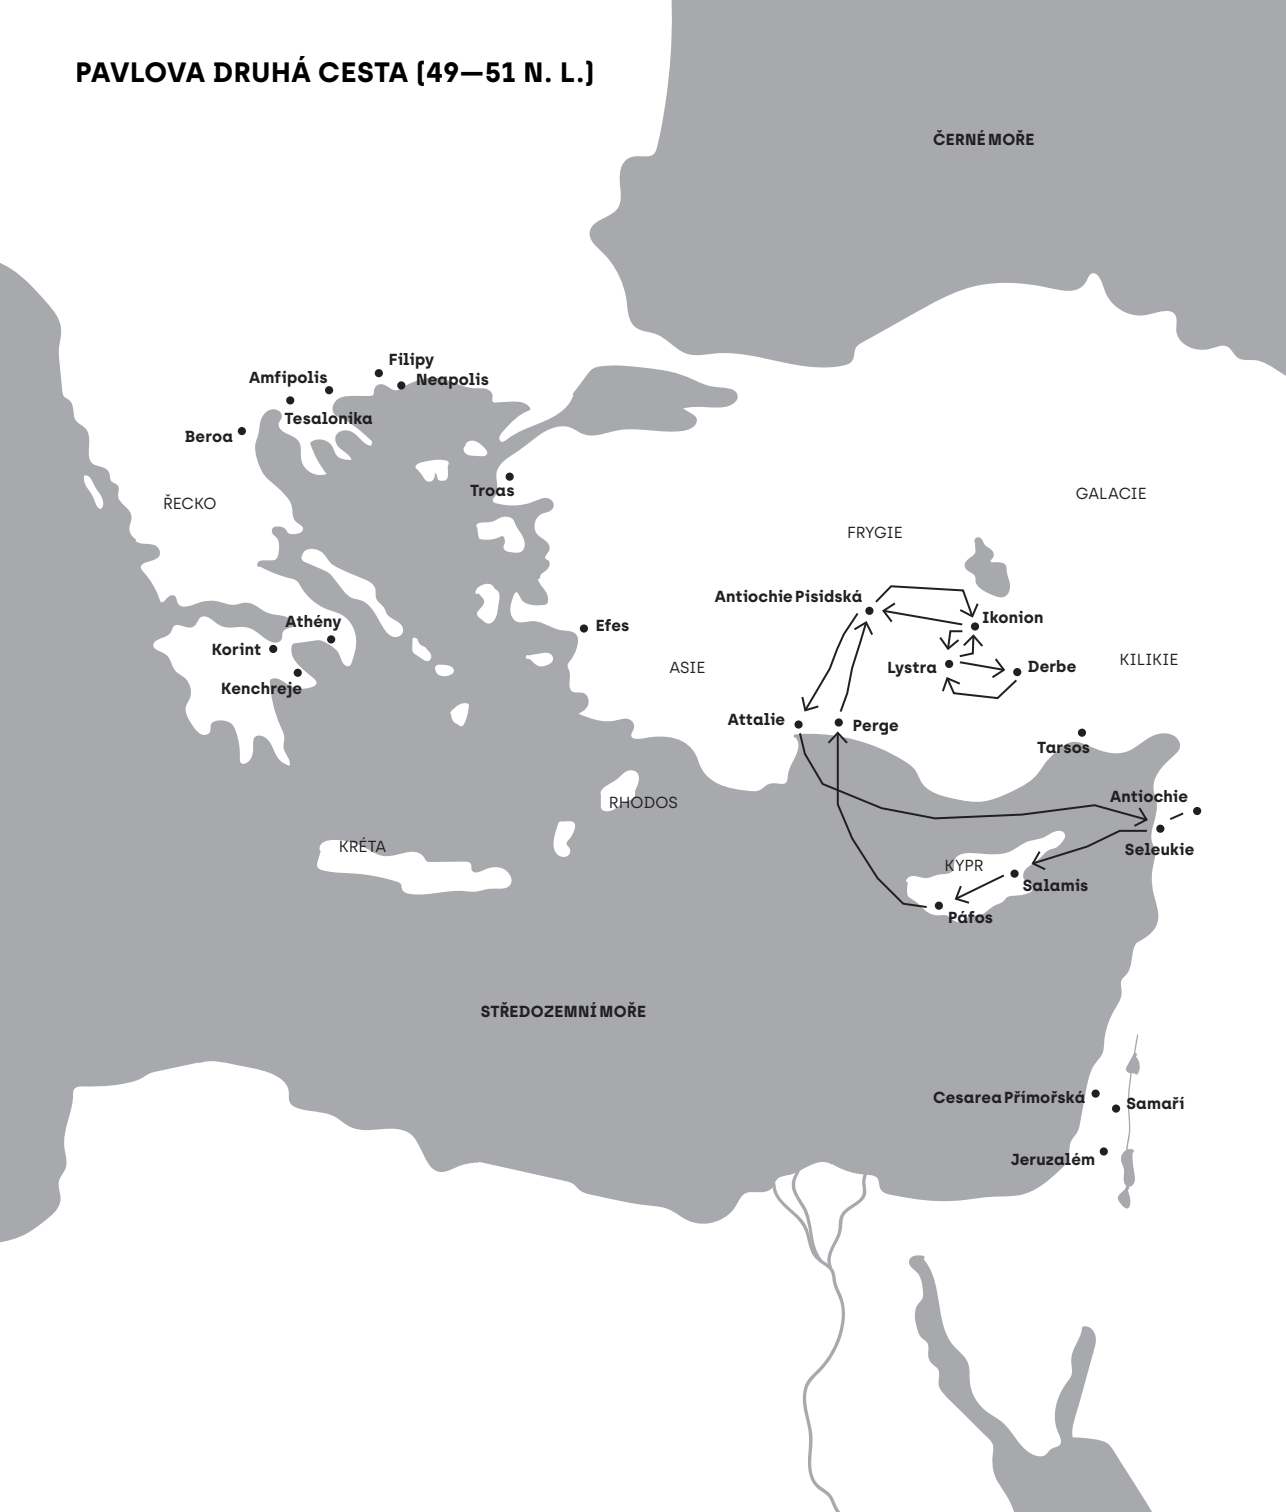 PAVLOVA DRUHÁ CESTA (49—51 N. L.)
ČERNÉ MOŘE
Filipy
Amfipolis
Neapolis
Tesalonika
Beroa
Troas
ŘECKO
GALACIE
FRYGIE
Antiochie Pisidská
Ikonion
Athény
Efes
Korint
ASIE
Lystra
Derbe
KILIKIE
Kenchreje
Attalie
Perge
Tarsos
Antiochie
RHODOS
KRÉTA
Seleukie
KYPR
Salamis
Páfos
STŘEDOZEMNÍ MOŘE
Cesarea Přímořská
Samaří
Jeruzalém